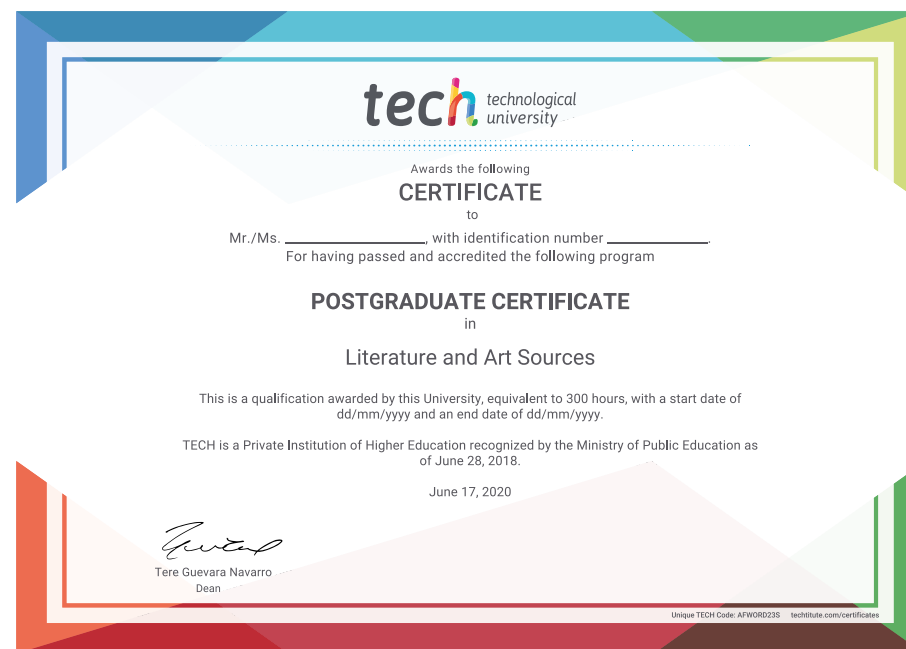 tech technological
university
Awards the following
CERTIFICATE
to
Mr./Ms. ____________________, with identification number ______________.
For having passed and accredited the following program
POSTGRADUATE CERTIFICATE
in
Literature and Art Sources
This is a qualification awarded by this University, equivalent to 300 hours, with a start date of
dd/mm/yyyy and an end date of dd/mm/yyyy.
TECH is a Private Institution of Higher Education recognized by the Ministry of Public Education as
of June 28, 2018.
June 17, 2020
Tere Guevara Navarro
Dean
Unique TECH Code: AFWORD23S techtitute.com/certificates